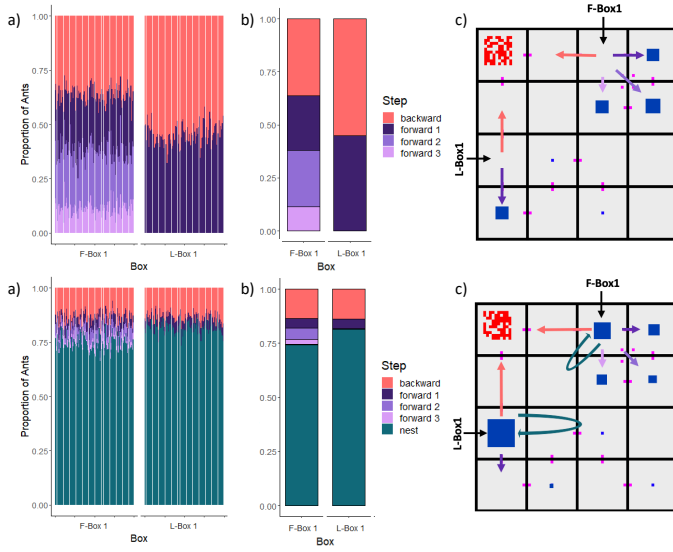 a)
1.00
0.75
0.50
0.25
0.00
Proportion of Ants
F-Box 1
L-Box 1
Box
b)
1.00
0.75
0.50
0.25
0.00
F-Box 1
L-Box 1
Box
Step
backward
forward 1
forward 2
forward 3
c)
F-Box1
L-Box1
a)
1.00
0.75
0.50
0.25
0.00
Proportion of Ants
F-Box 1
L-Box 1
Box
b)
1.00
0.75
0.50
0.25
0.00
F-Box 1
L-Box 1
Box
Step
backward
forward 1
forward 2
forward 3
nest
c)
F-Box1
L-Box1